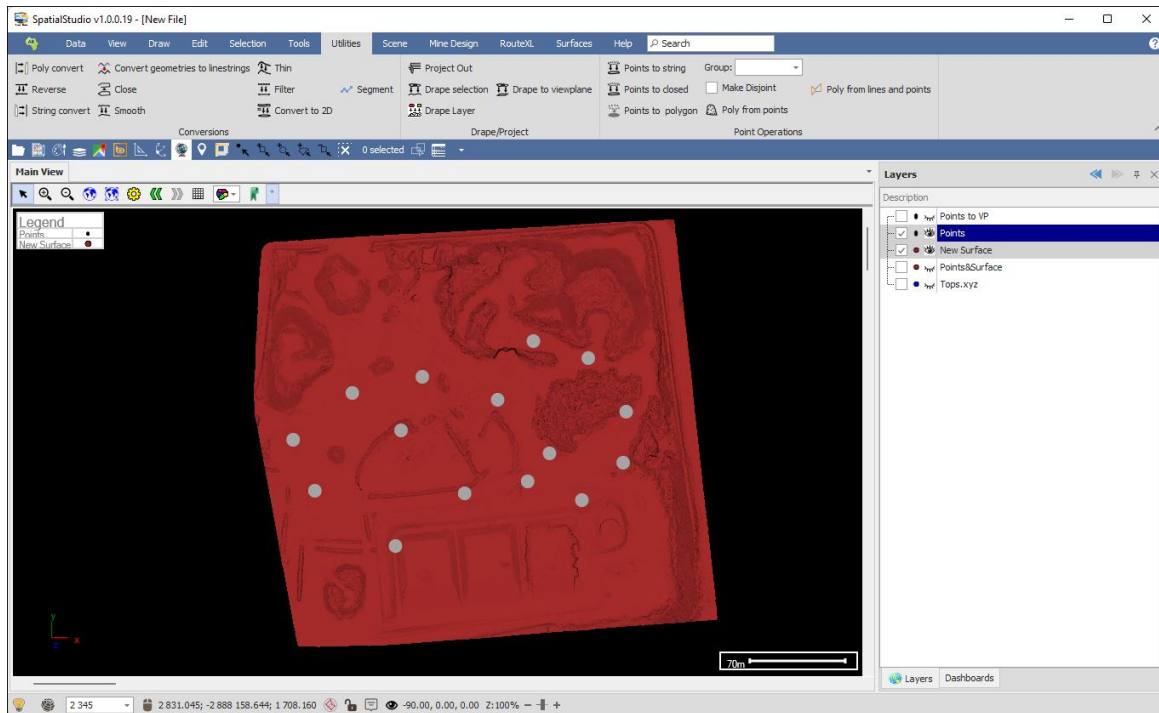 SpatialStudio v1.0.0.19 - [New File]
Data View Draw Edit Selection Tools Utilities Scene Mine Design RouteXL Surfaces Help Search
Poly convert Convert geometries to linestrings Thin Project Out Points to string Group:
Reverse Close Filter Segment Drape selection Drape to viewplane Points to closed Make Disjoint Poly from lines and points
String convert Smooth Convert to 2D Drape Layer Points to polygon Poly from points
Conversions Drape/Project Point Operations
0 selected
Main View
Layers
Description
Points to VP
Points
New Surface
Points&Surface
Tops.xyz
Legend
Points
New Surface
y
x
z
70m
Layers Dashboards
2 345 2 831.045; -2 888 158.644; 1 708.160 -90.00, 0.00, 0.00 Z:100% - +